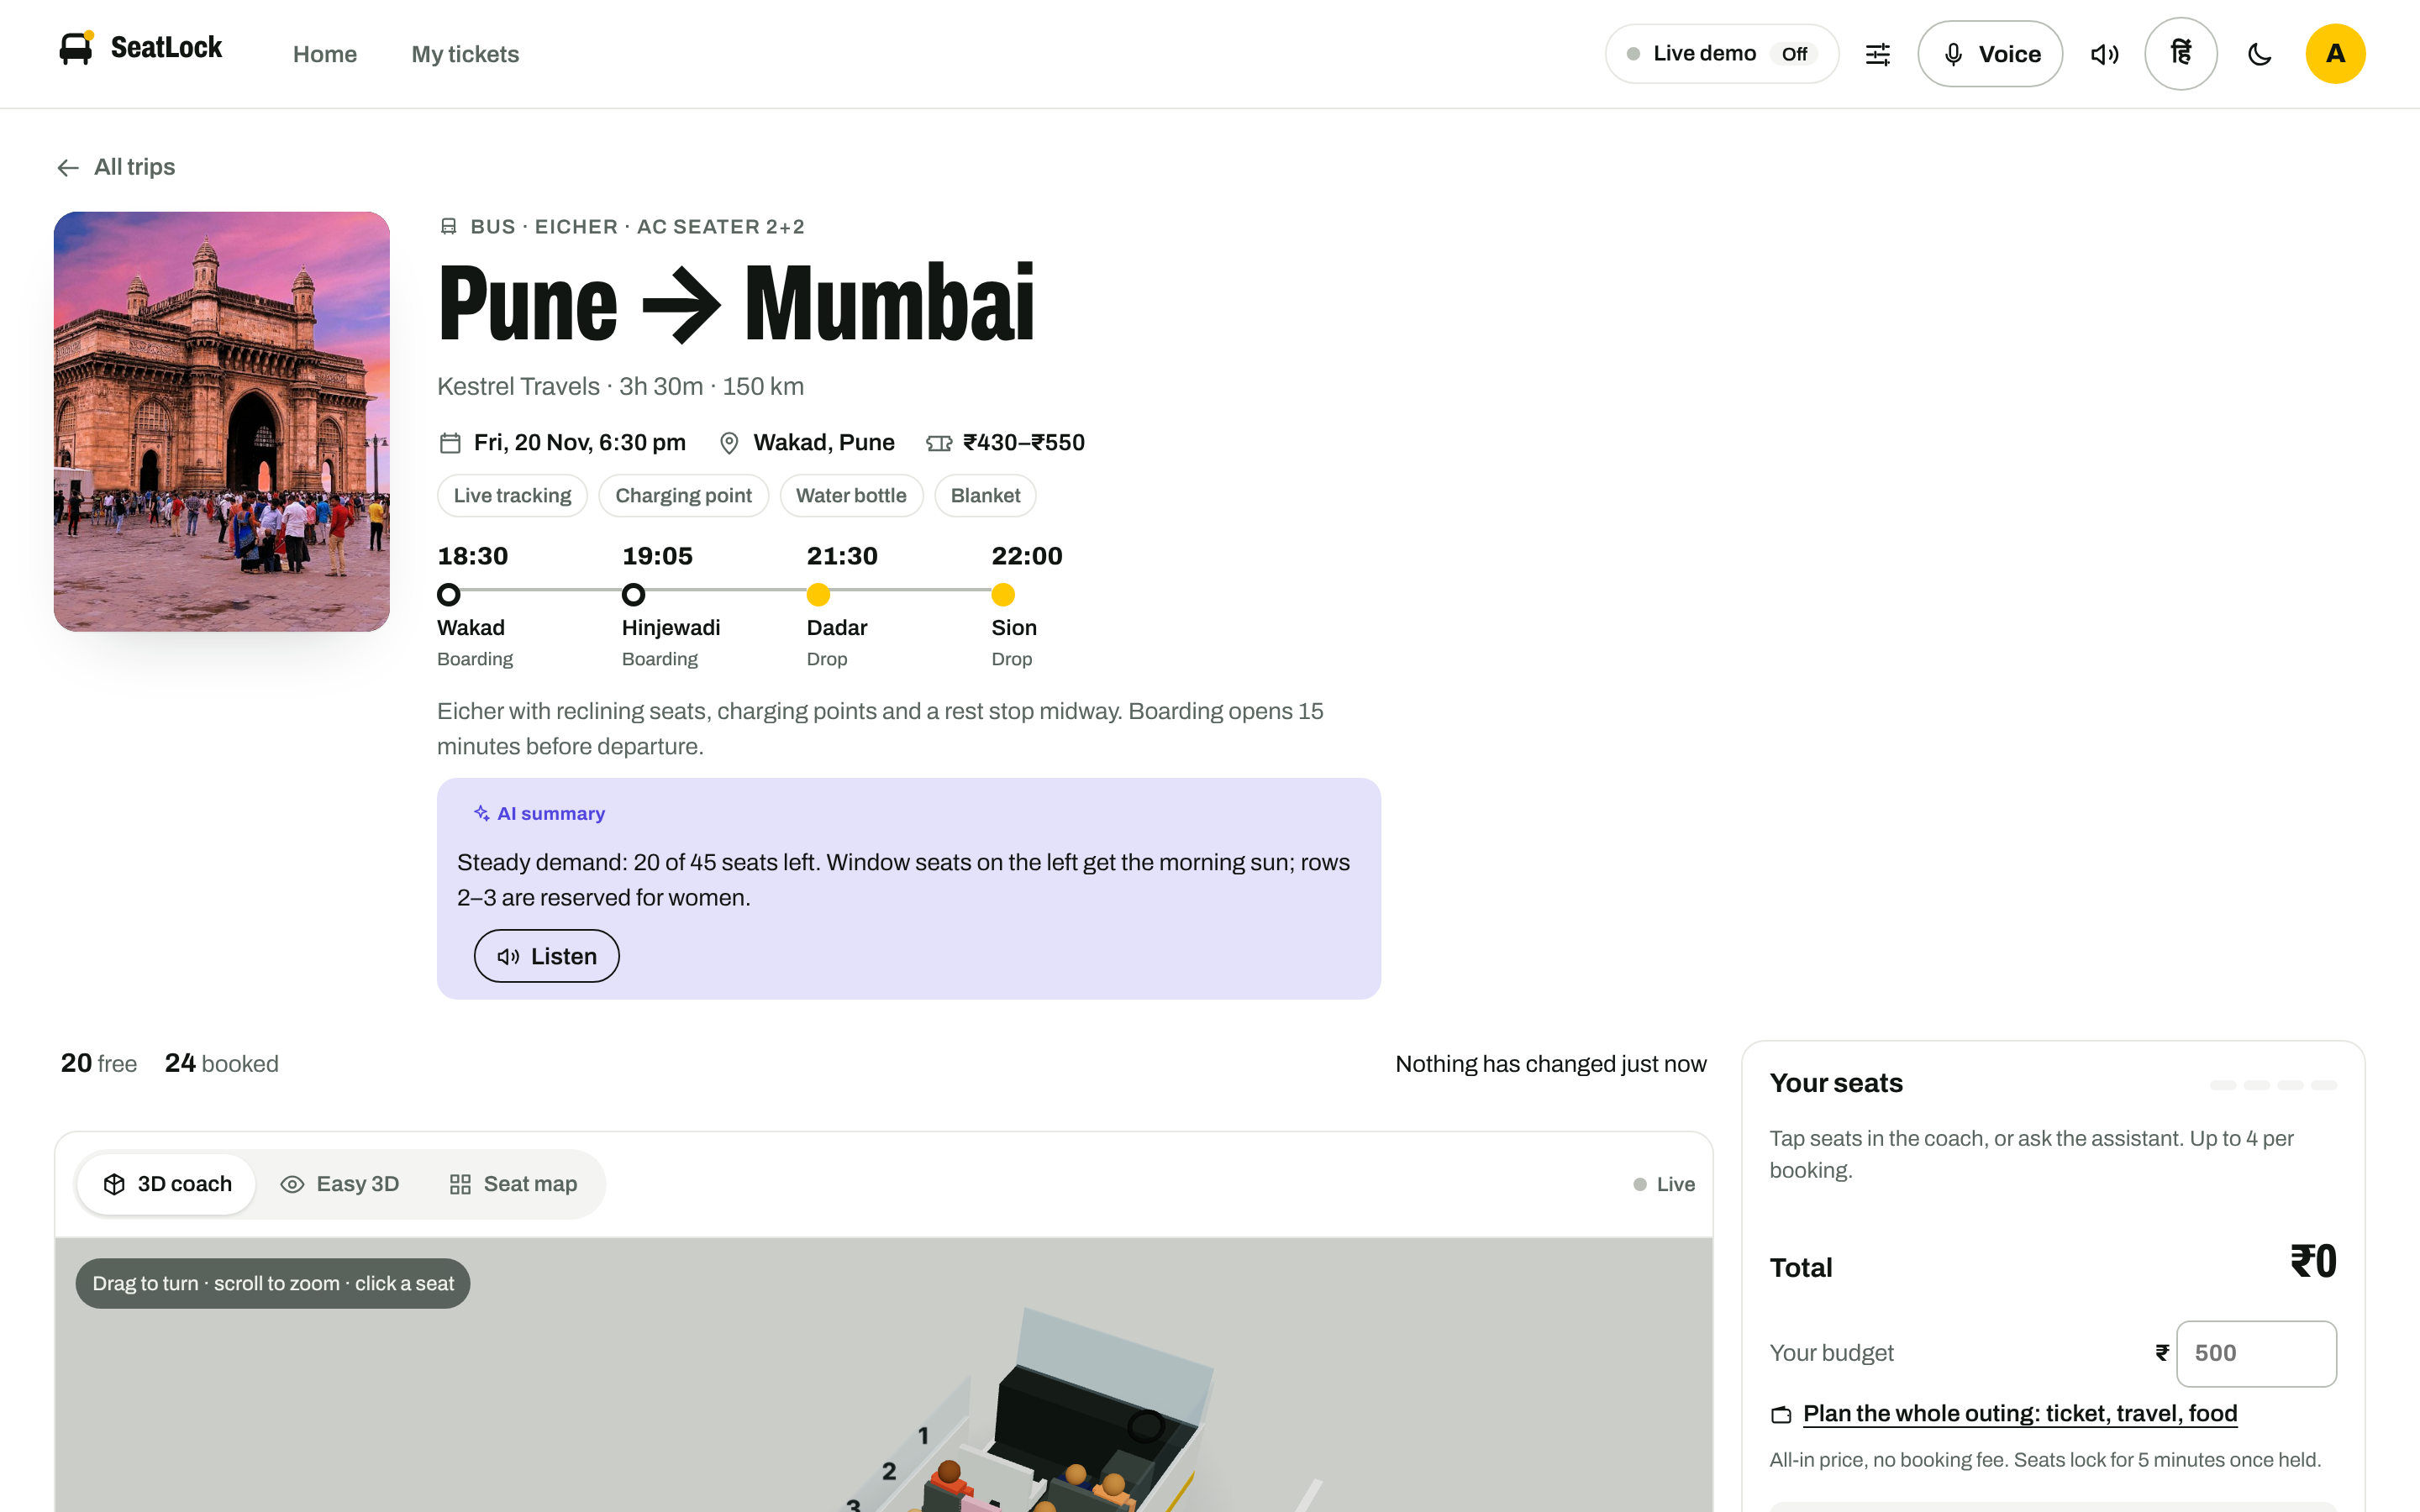 SeatLock
Home
My tickets
Live demo Off
Voice
हिं
A
All trips
BUS · EICHER · AC SEATER 2+2
Pune → Mumbai
Kestrel Travels · 3h 30m · 150 km
Fri, 20 Nov, 6:30 pm
Wakad, Pune
₹430–₹550
Live tracking
Charging point
Water bottle
Blanket
18:30 19:05 21:30 22:00
Wakad Hinjewadi Dadar Sion
Boarding Boarding Drop Drop
Eicher with reclining seats, charging points and a rest stop midway. Boarding opens 15
minutes before departure.
AI summary
Steady demand: 20 of 45 seats left. Window seats on the left get the morning sun; rows
2–3 are reserved for women.
Listen
20 free 24 booked
Nothing has changed just now
3D coach
Easy 3D
Seat map
Live
Drag to turn · scroll to zoom · click a seat
1
2
3
Your seats
Tap seats in the coach, or ask the assistant. Up to 4 per
booking.
Total ₹0
Your budget ₹ 500
Plan the whole outing: ticket, travel, food
All-in price, no booking fee. Seats lock for 5 minutes once held.